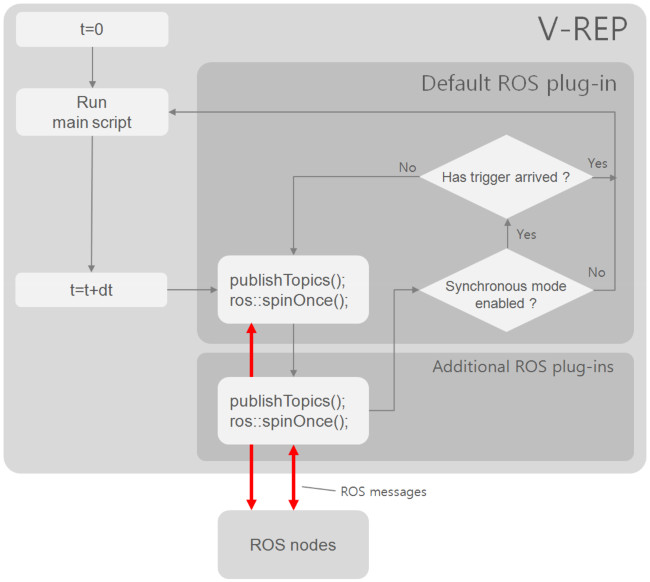 V-REP
t=0
Default ROS plug-in
Run
main script
No
Has trigger arrived ?
Yes
Yes
publishTopics();
ros::spinOnce();
t=t+dt
Synchronous mode
enabled ?
No
Additional ROS plug-ins
publishTopics();
ros::spinOnce();
ROS messages
ROS nodes